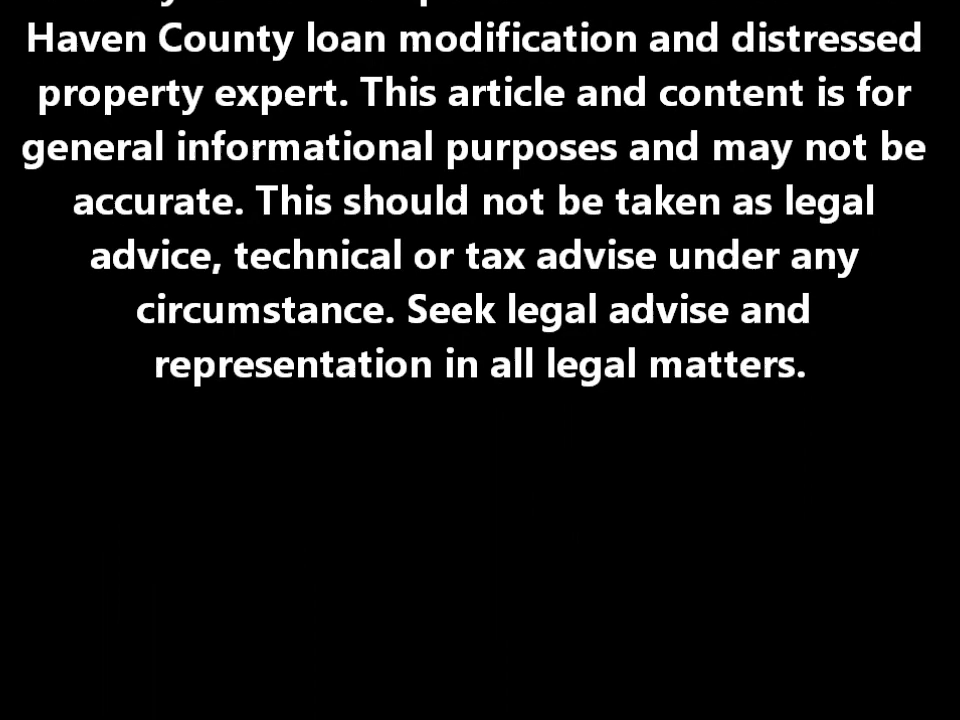 Haven County loan modification and distressed
property expert. This article and content is for
general informational purposes and may not be
accurate. This should not be taken as legal
advice, technical or tax advise under any
circumstance. Seek legal advise and
representation in all legal matters.